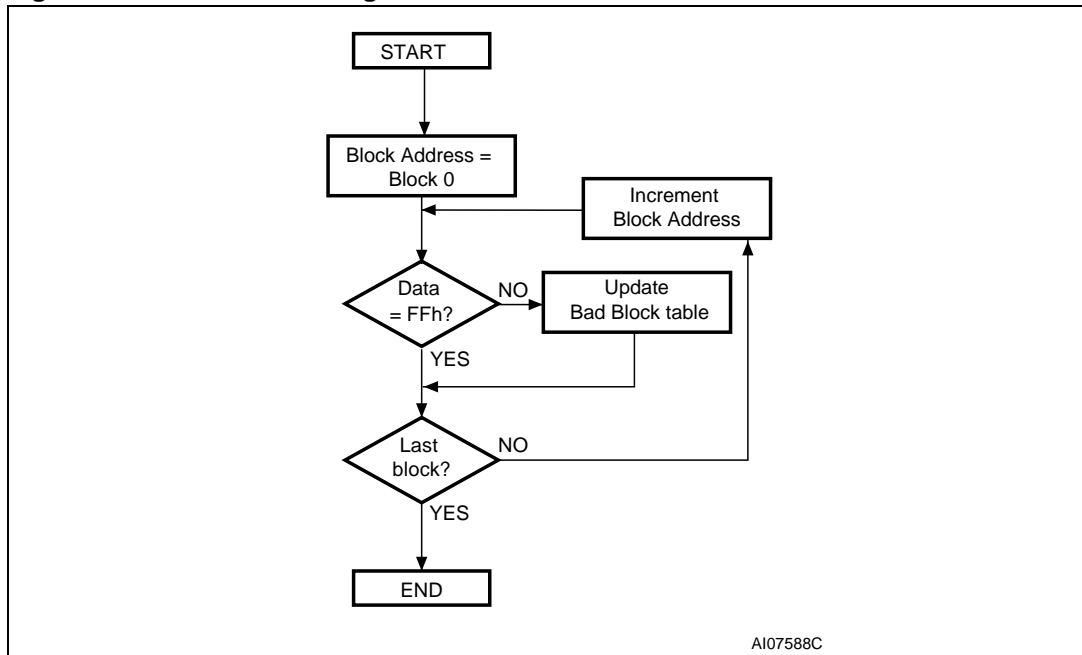 START
Block Address =
Block 0
Increment
Block Address
Data
= FFh?
NO
Update
Bad Block table
YES
Last
block?
NO
YES
END
AI07588C